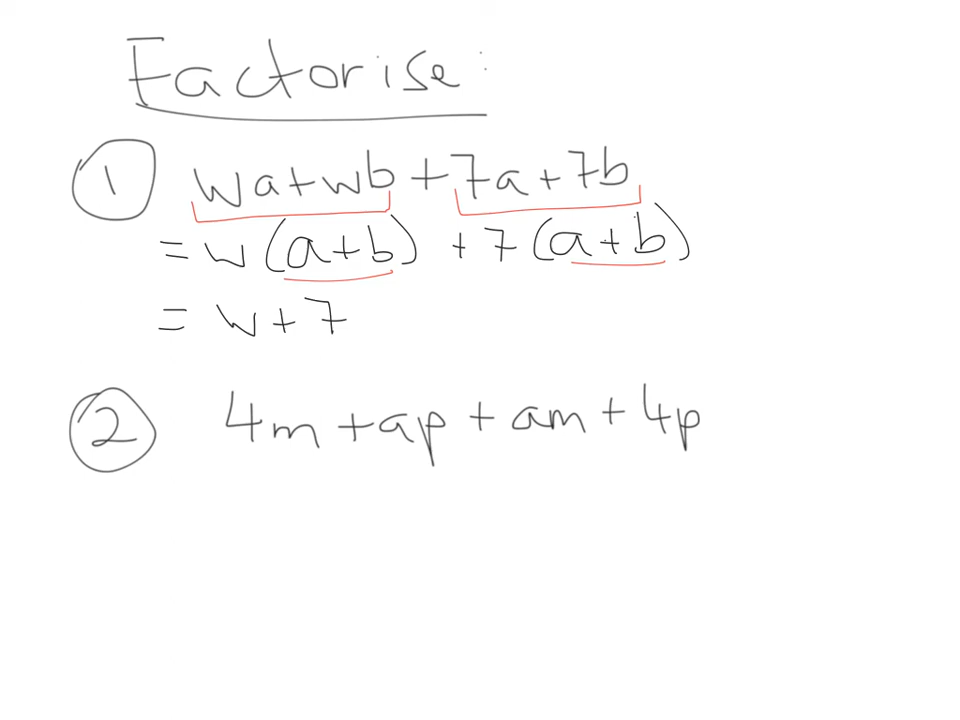 Factorise:
① wa+wb+7a+7b
= w(a+b) +7(a+b)
= w+7
② 4m+ap+am+4p